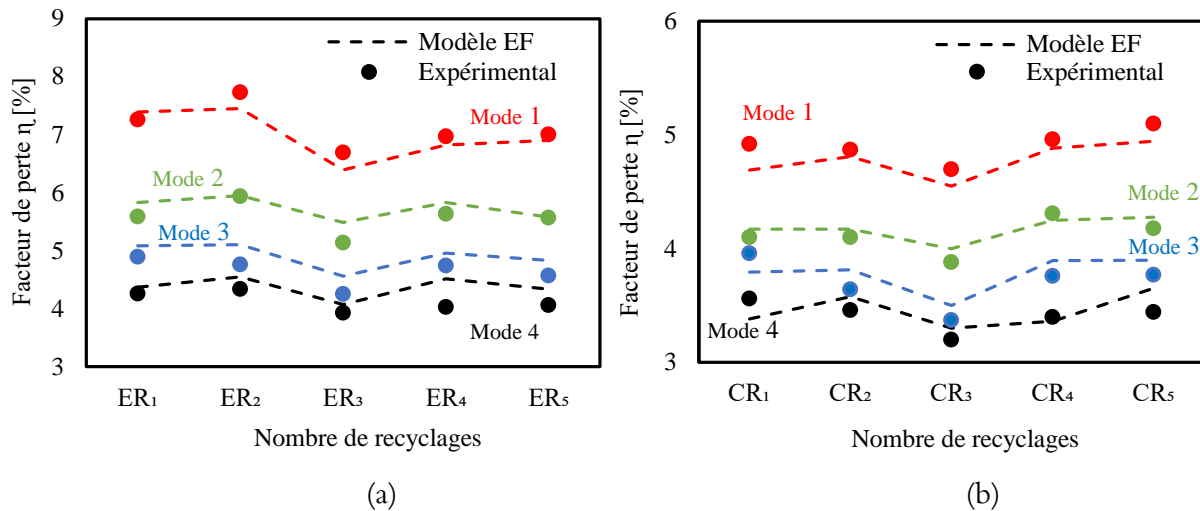 9
8
7
6
5
4
3
Facteur de perte η [%]
Modèle EF
Expérimental
Mode 1
Mode 2
Mode 3
Mode 4
ER₁ ER₂ ER₃ ER₄ ER₅
Nombre de recyclages
(a)
6
5
4
3
Facteur de perte η [%]
Modèle EF
Expérimental
Mode 1
Mode 2
Mode 3
Mode 4
CR₁ CR₂ CR₃ CR₄ CR₅
Nombre de recyclages
(b)